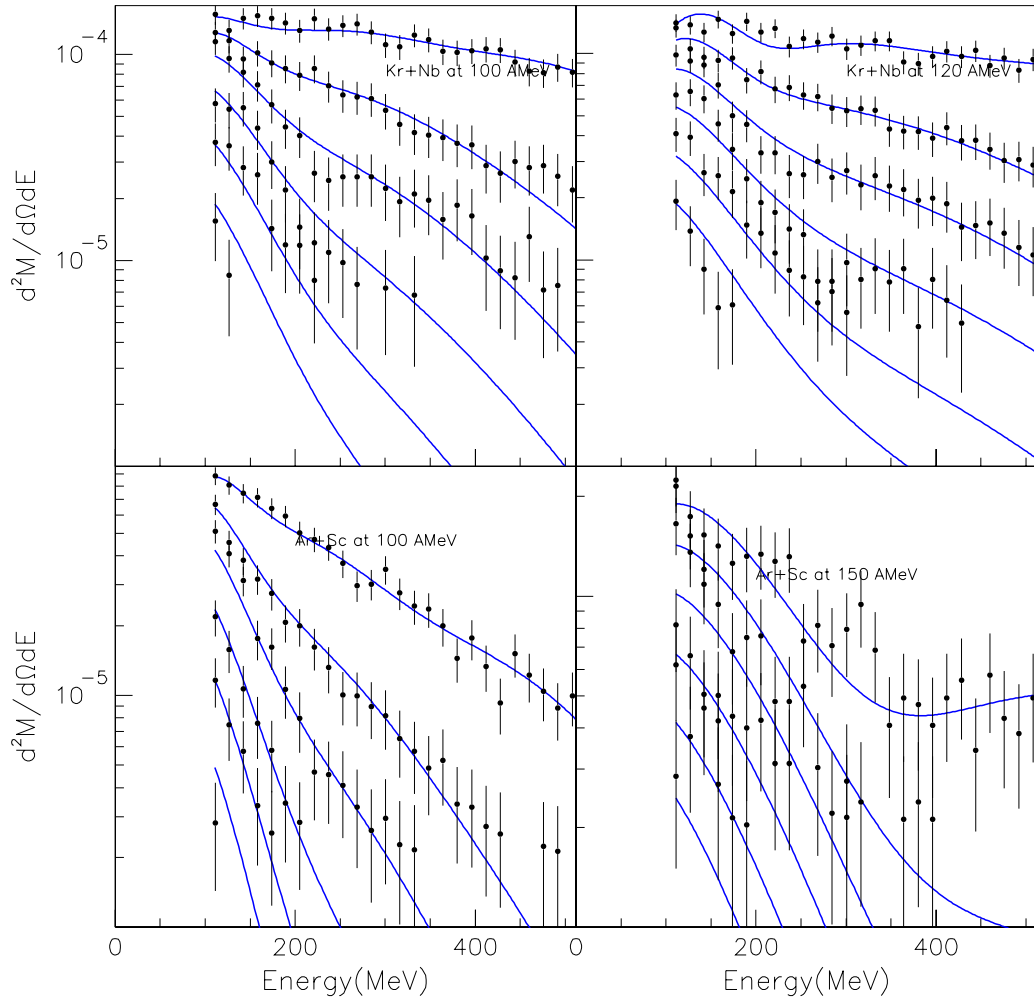 10⁻⁴
10⁻⁵
d²M/dΩdE
Kr+Nb at 100 AMeV
Kr+Nb at 120 AMeV
10⁻⁵
d²M/dΩdE
Ar+Sc at 100 AMeV
Ar+Sc at 150 AMeV
0 200 400 0 200 400
Energy(MeV) Energy(MeV)